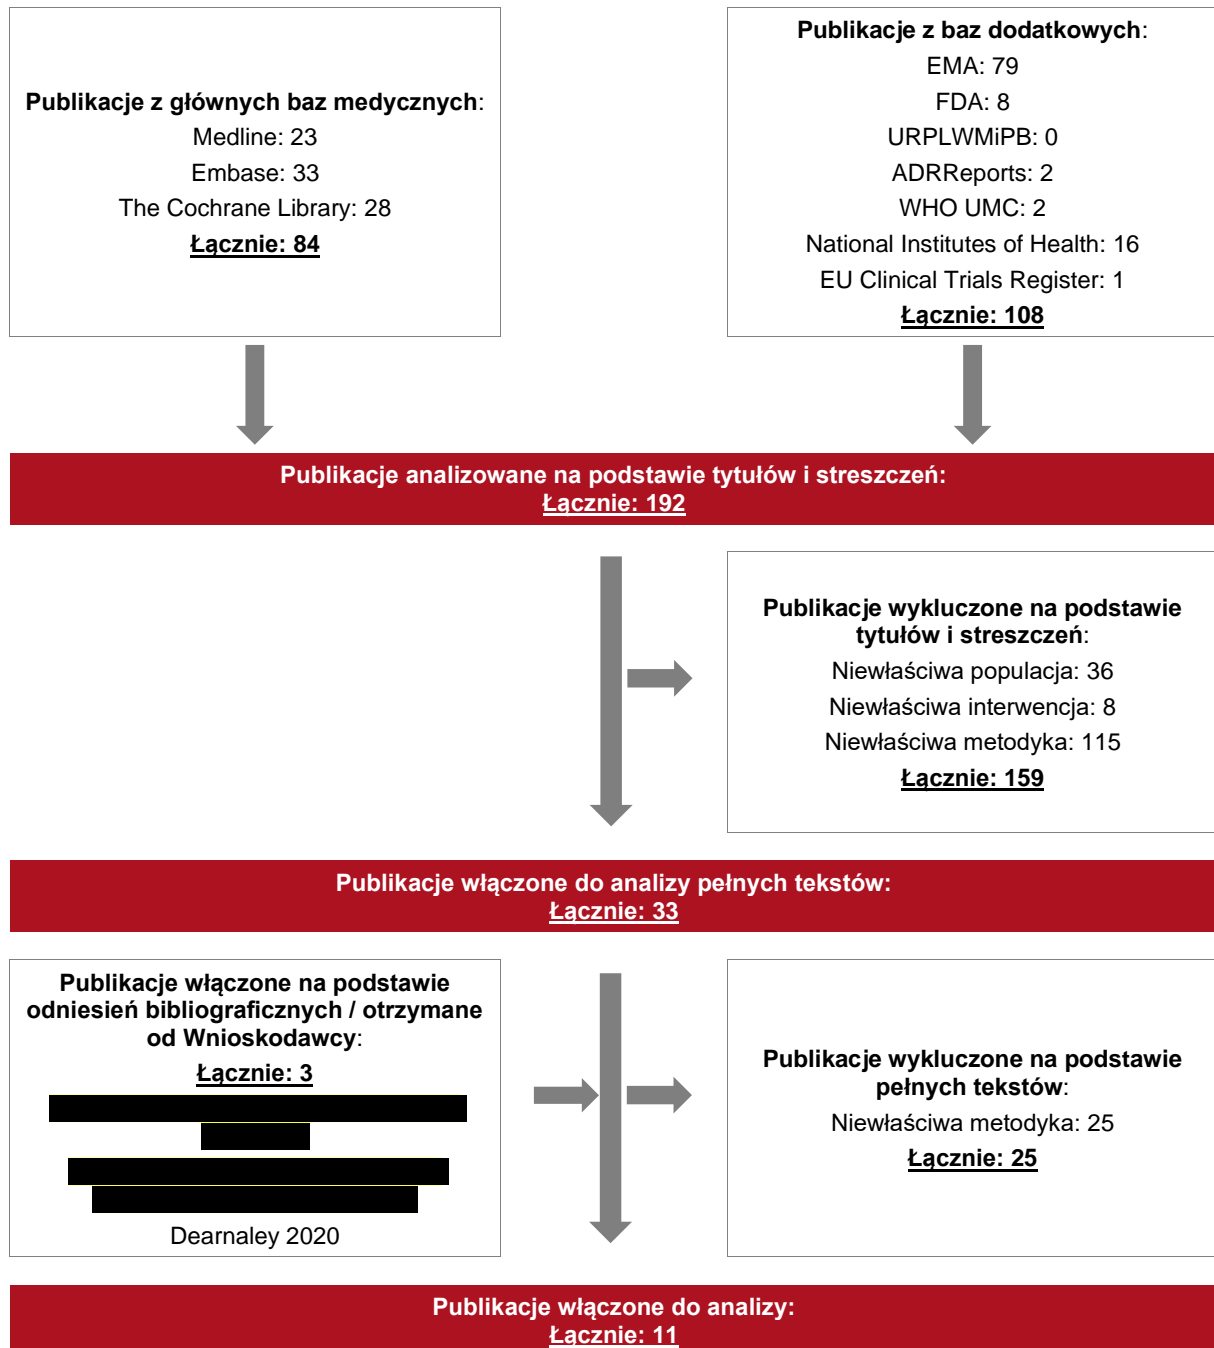 Publikacje z głównych baz medycznych:
Medline: 23
Embase: 33
The Cochrane Library: 28
Łącznie: 84
Publikacje z baz dodatkowych:
EMA: 79
FDA: 8
URPLWMiPB: 0
ADRReports: 2
WHO UMC: 2
National Institutes of Health: 16
EU Clinical Trials Register: 1
Łącznie: 108
Publikacje analizowane na podstawie tytułów i streszczeń:
Łącznie: 192
Publikacje wykluczone na podstawie
tytułów i streszczeń:
Niewłaściwa populacja: 36
Niewłaściwa interwencja: 8
Niewłaściwa metodyka: 115
Łącznie: 159
Publikacje włączone do analizy pełnych tekstów:
Łącznie: 33
Publikacje włączone na podstawie
odniesień bibliograficznych / otrzymane
od Wnioskodawcy:
Łącznie: 3
Dearnaley 2020
Publikacje wykluczone na podstawie
pełnych tekstów:
Niewłaściwa metodyka: 25
Łącznie: 25
Publikacje włączone do analizy:
Łącznie: 11